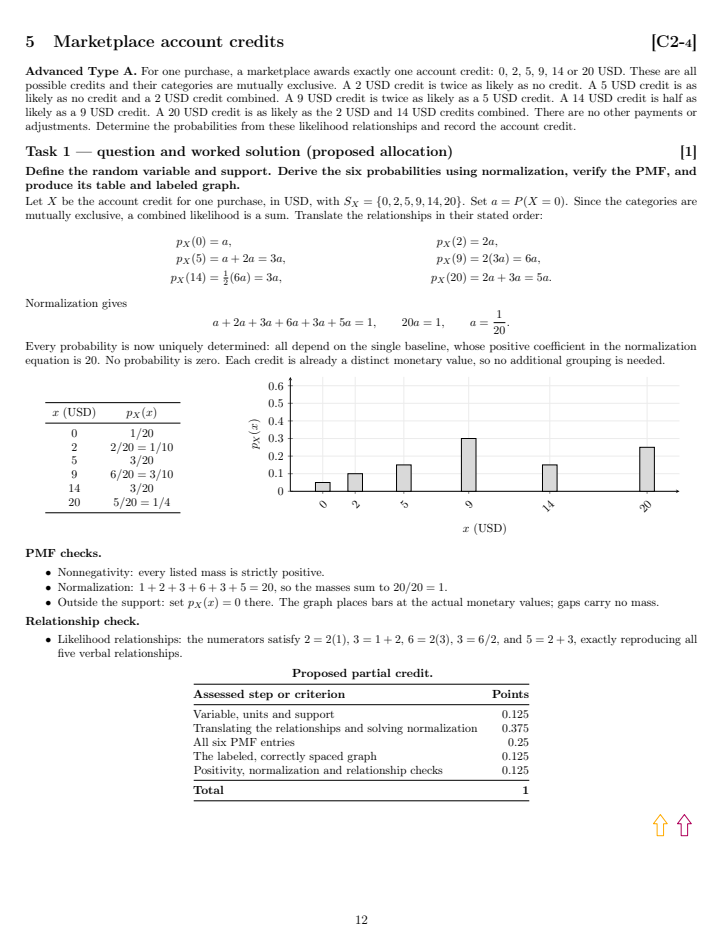 5 Marketplace account credits [C2-4]
Advanced Type A. For one purchase, a marketplace awards exactly one account credit: 0, 2, 5, 9, 14 or 20 USD. These are all
possible credits and their categories are mutually exclusive. A 2 USD credit is twice as likely as no credit. A 5 USD credit is as
likely as no credit and a 2 USD credit combined. A 9 USD credit is twice as likely as a 5 USD credit. A 14 USD credit is half as
likely as a 9 USD credit. A 20 USD credit is as likely as the 2 USD and 14 USD credits combined. There are no other payments or
adjustments. Determine the probabilities from these likelihood relationships and record the account credit.
Task 1 — question and worked solution (proposed allocation) [1]
Define the random variable and support. Derive the six probabilities using normalization, verify the PMF, and
produce its table and labeled graph.
Let X be the account credit for one purchase, in USD, with S_X = {0, 2, 5, 9, 14, 20}. Set a = P(X = 0). Since the categories are
mutually exclusive, a combined likelihood is a sum. Translate the relationships in their stated order:
p_X(0) = a, p_X(2) = 2a,
p_X(5) = a + 2a = 3a, p_X(9) = 2(3a) = 6a,
p_X(14) = 1/2(6a) = 3a, p_X(20) = 2a + 3a = 5a.
Normalization gives
a + 2a + 3a + 6a + 3a + 5a = 1, 20a = 1, a = 1/20.
Every probability is now uniquely determined: all depend on the single baseline, whose positive coefficient in the normalization
equation is 20. No probability is zero. Each credit is already a distinct monetary value, so no additional grouping is needed.
x (USD) p_X(x)
0 1/20
2 2/20 = 1/10
5 3/20
9 6/20 = 3/10
14 3/20
20 5/20 = 1/4
0.6
0.5
0.4
0.3
0.2
0.1
0
p_X(x)
0 2 5 9 14 20
x (USD)
PMF checks.
• Nonnegativity: every listed mass is strictly positive.
• Normalization: 1 + 2 + 3 + 6 + 3 + 5 = 20, so the masses sum to 20/20 = 1.
• Outside the support: set p_X(x) = 0 there. The graph places bars at the actual monetary values; gaps carry no mass.
Relationship check.
• Likelihood relationships: the numerators satisfy 2 = 2(1), 3 = 1 + 2, 6 = 2(3), 3 = 6/2, and 5 = 2 + 3, exactly reproducing all
five verbal relationships.
Proposed partial credit.
Assessed step or criterion Points
Variable, units and support 0.125
Translating the relationships and solving normalization 0.375
All six PMF entries 0.25
The labeled, correctly spaced graph 0.125
Positivity, normalization and relationship checks 0.125
Total 1
12